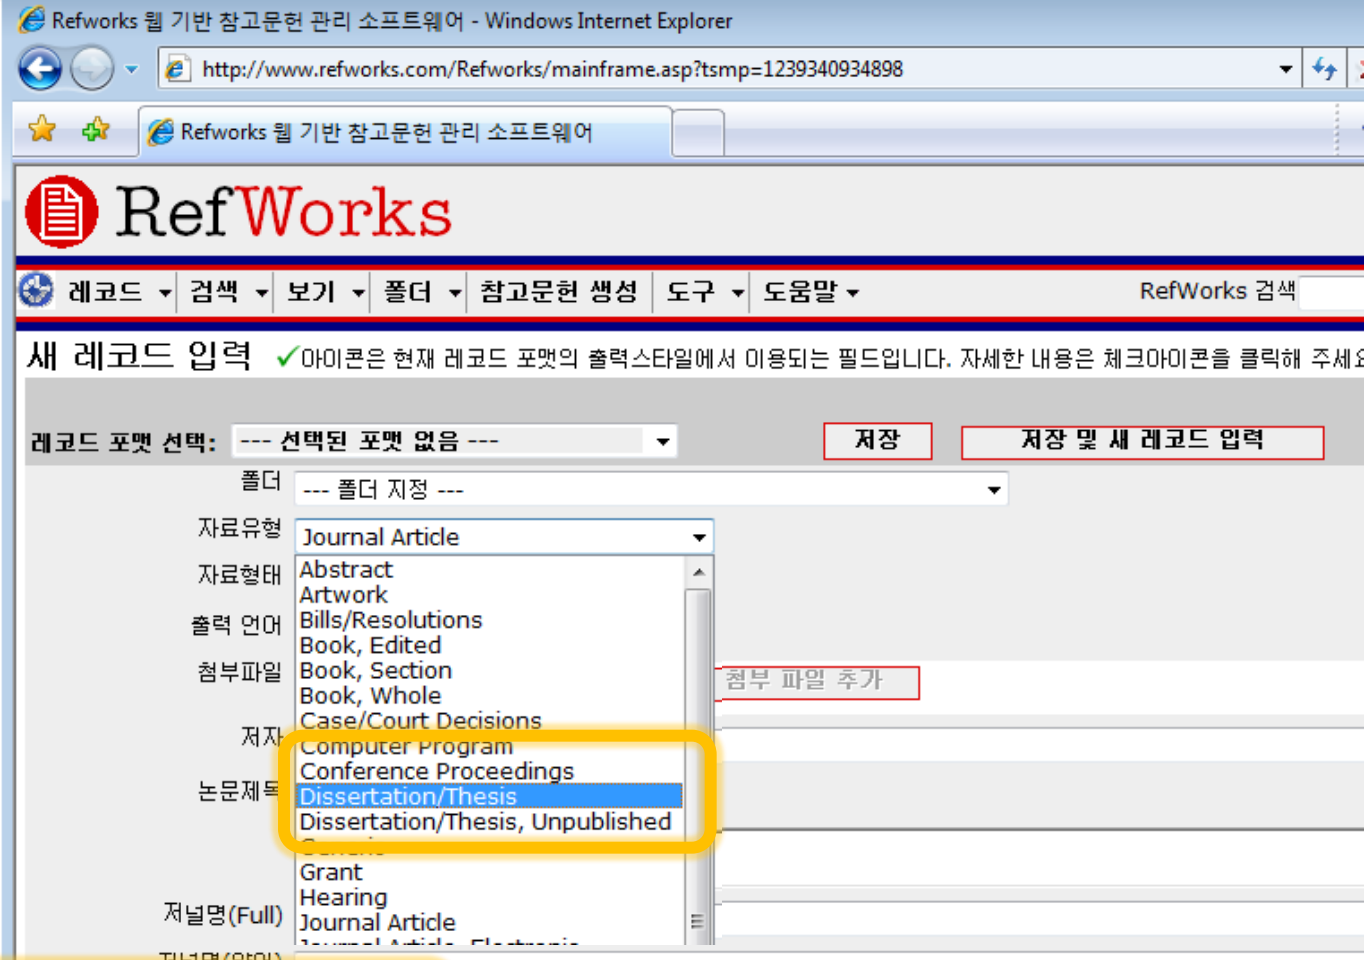 Refworks 웹 기반 참고문헌 관리 소프트웨어 - Windows Internet Explorer
http://www.refworks.com/Refworks/mainframe.asp?tsmp=1239340934898
Refworks 웹 기반 참고문헌 관리 소프트웨어
RefWorks
레코드 검색 보기 폴더 참고문헌 생성 도구 도움말 RefWorks 검색
새 레코드 입력 ✓아이콘은 현재 레코드 포맷의 출력스타일에서 이용되는 필드입니다. 자세한 내용은 체크아이콘을 클릭해 주세요
레코드 포맷 선택: --- 선택된 포맷 없음 --- 저장 저장 및 새 레코드 입력
폴더 --- 폴더 지정 ---
자료유형 Journal Article
자료형태 Abstract
Artwork
출력 언어 Bills/Resolutions
Book, Edited
첨부파일 Book, Section 첨부 파일 추가
Book, Whole
Case/Court Decisions
저자 Computer Program
Conference Proceedings
논문제목 Dissertation/Thesis
Dissertation/Thesis, Unpublished
Grant
Hearing
저널명(Full) Journal Article
Journal Article, Electronic